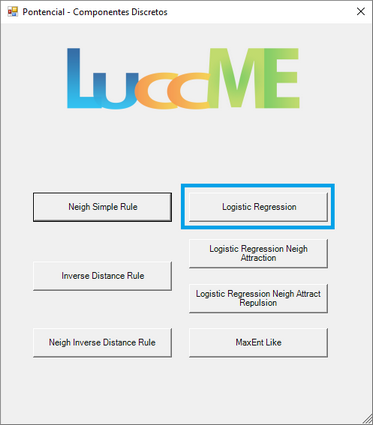 Pontencial - Componentes Discretos
LuccME
Neigh Simple Rule
Logistic Regression
Logistic Regression Neigh
Attraction
Inverse Distance Rule
Logistic Regression Neigh Attract
Repulsion
Neigh Inverse Distance Rule
MaxEnt Like